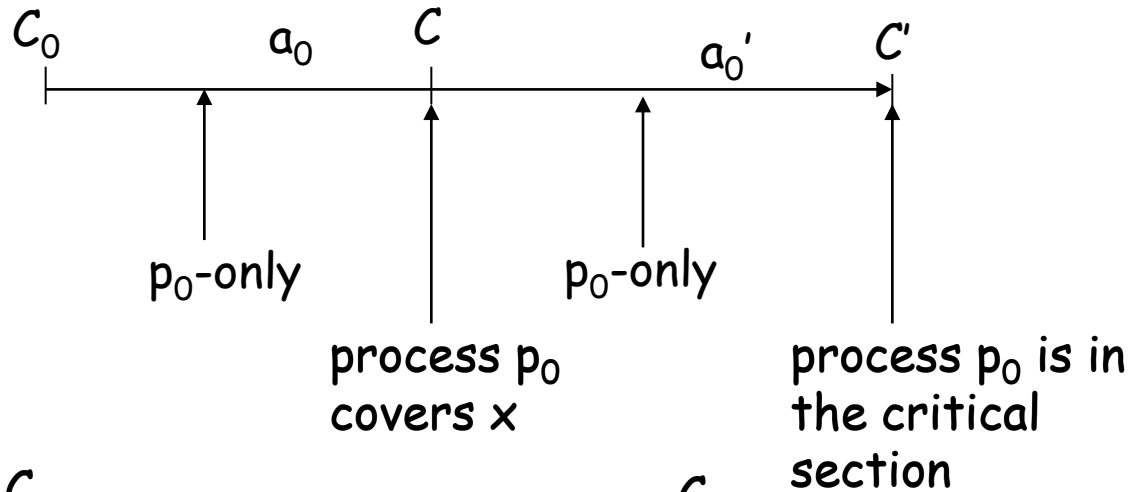 C₀ a₀ C a₀' C'
p₀-only p₀-only
process p₀ process p₀ is in
covers x the critical
section